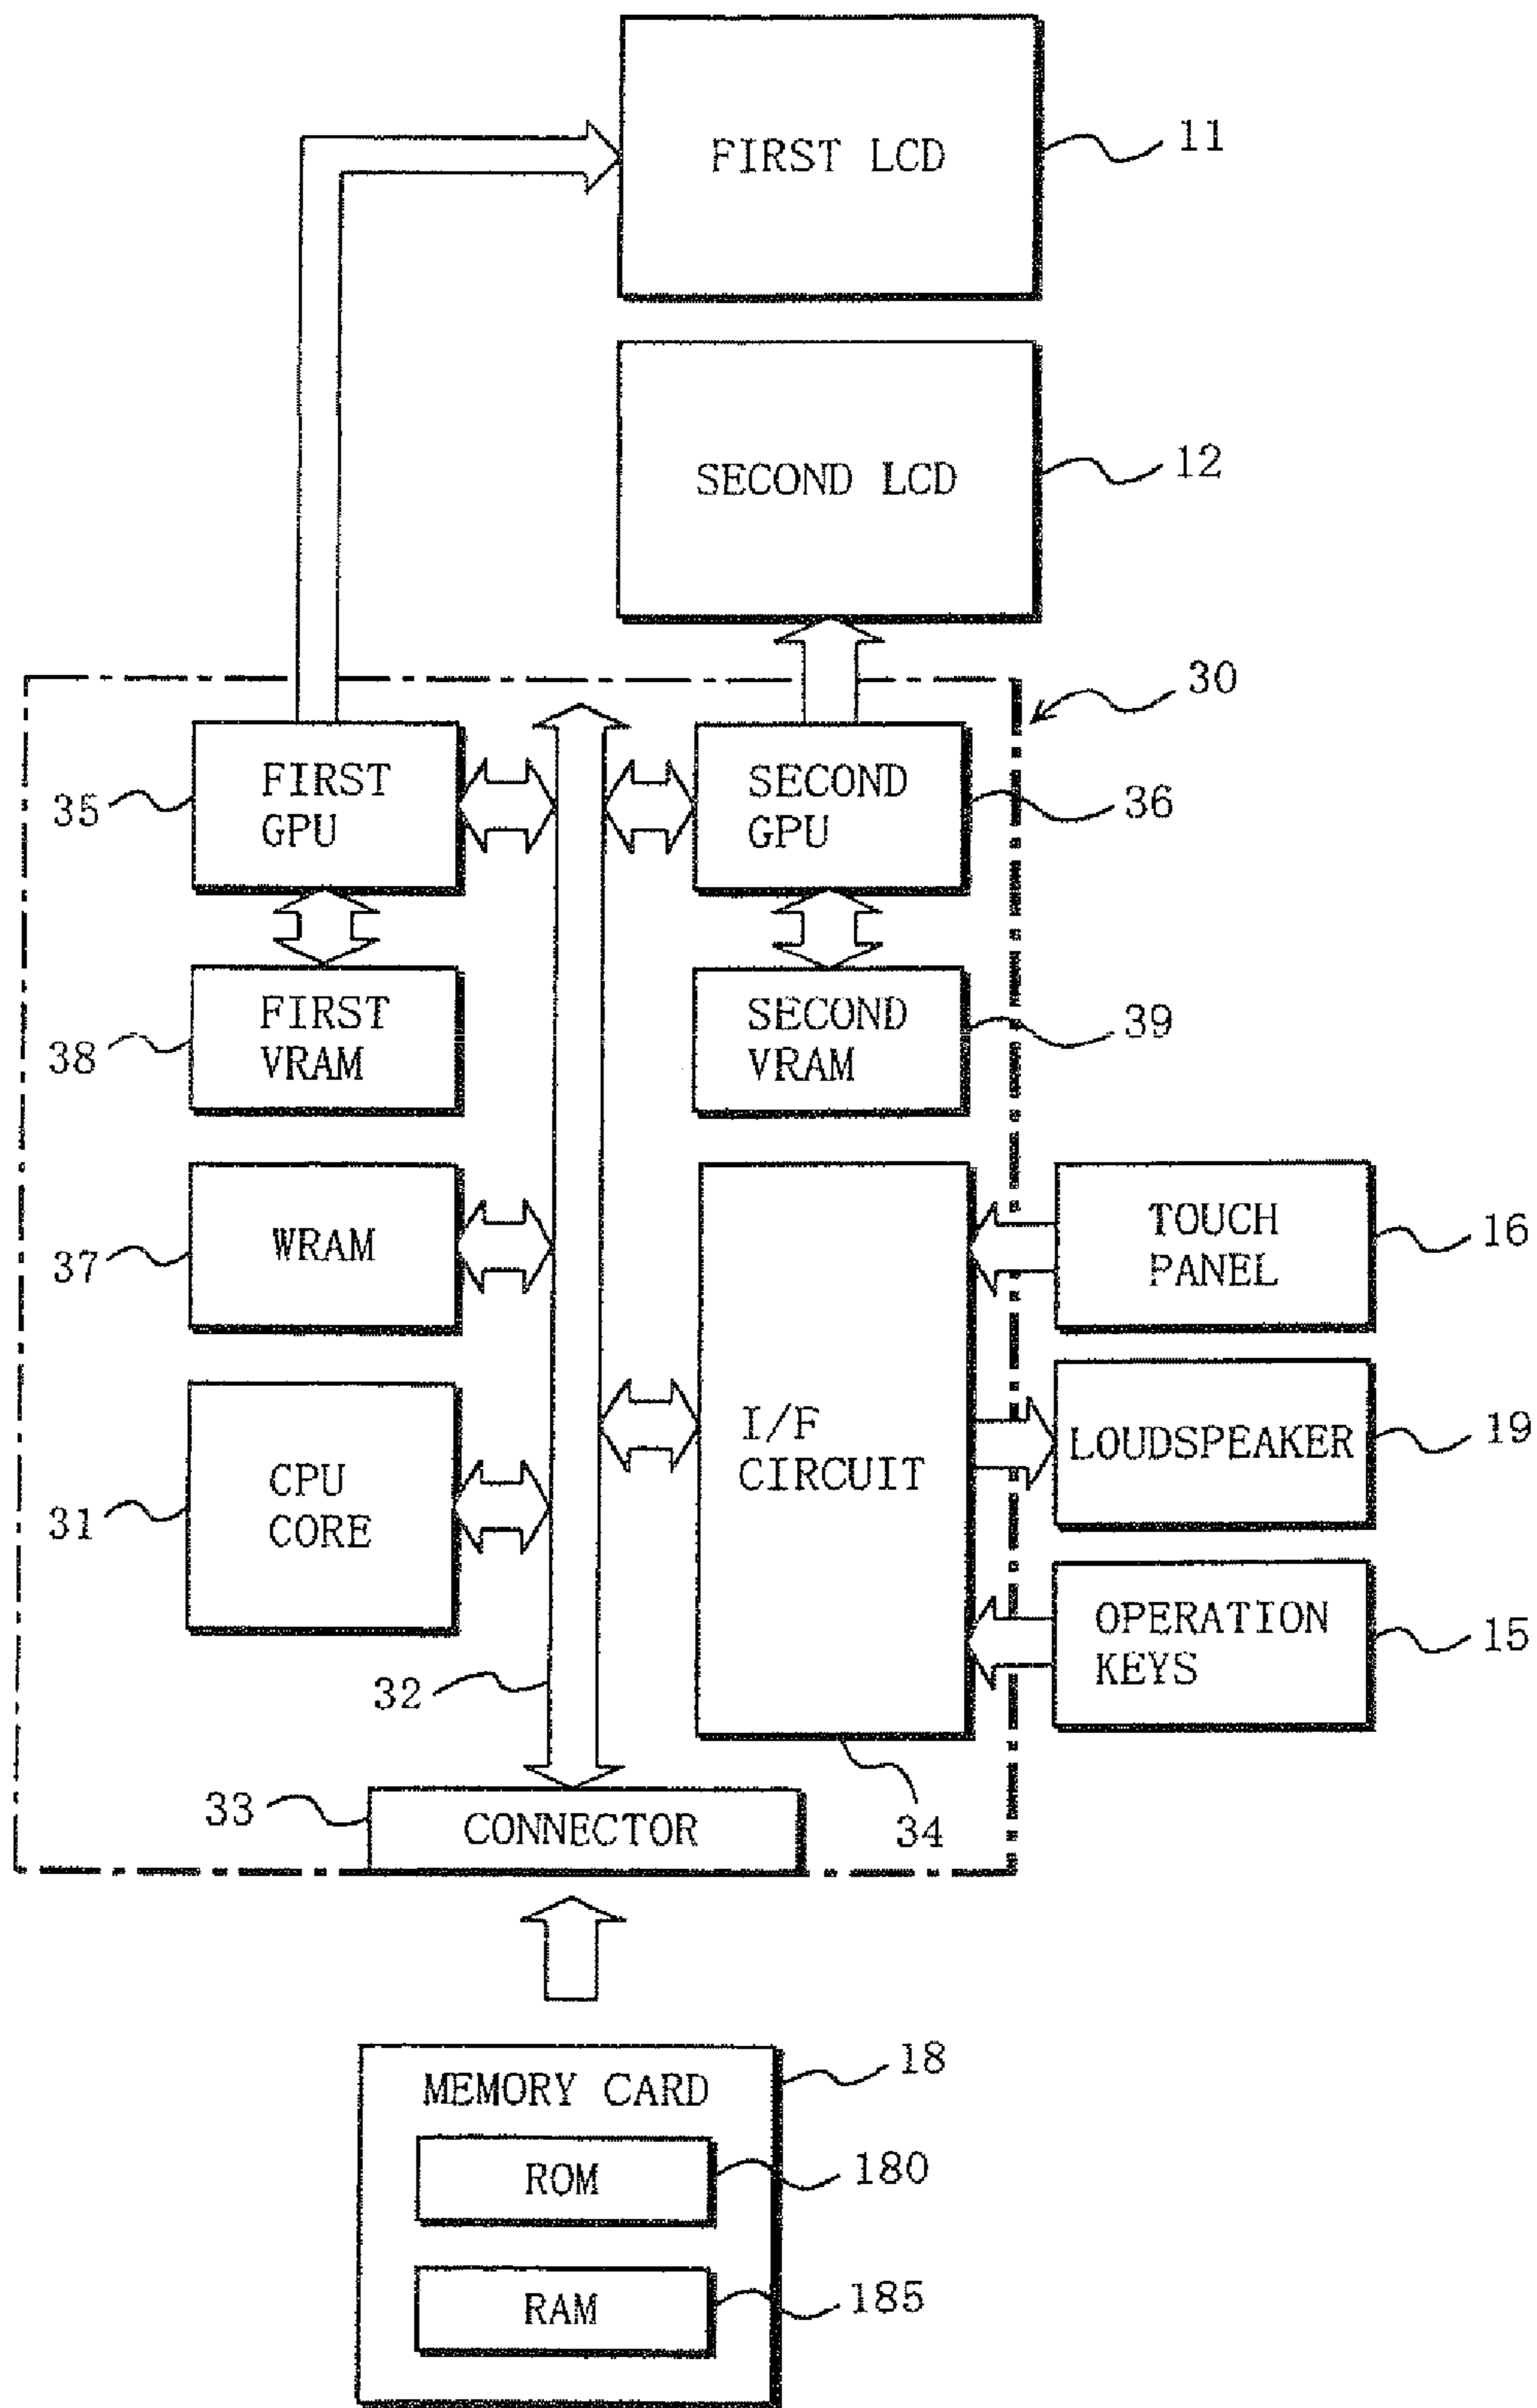 FIRST LCD
11
SECOND LCD
12
30
FIRST
GPU
35
SECOND
GPU
36
FIRST
VRAM
38
SECOND
VRAM
39
WRAM
37
TOUCH
PANEL
16
I/F
CIRCUIT
LOUDSPEAKER
19
CPU
CORE
31
OPERATION
KEYS
15
32
33
CONNECTOR
34
MEMORY CARD
18
ROM
180
RAM
185